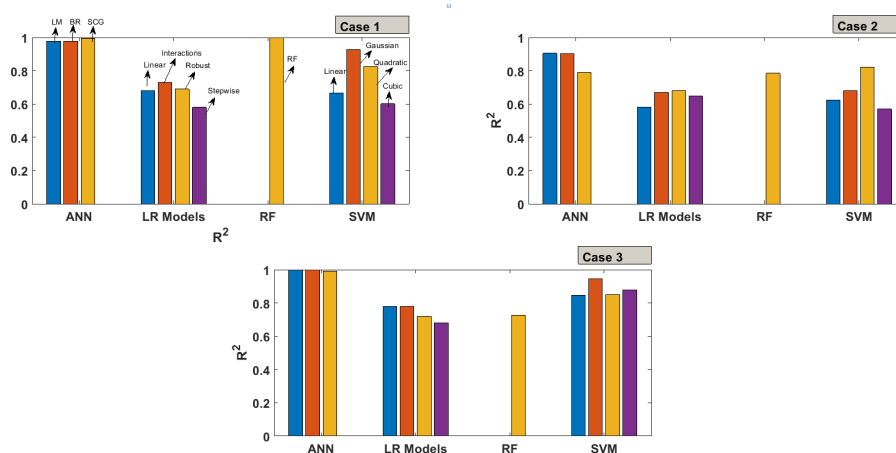 Case 1
LM BR SCG
Linear
Interactions
Robust
Stepwise
RF
Linear
Gaussian
Quadratic
Cubic
1
0.8
0.6
0.4
0.2
0
ANN LR Models RF SVM
R²
Case 2
R²
1
0.8
0.6
0.4
0.2
0
ANN LR Models RF SVM
Case 3
R²
1
0.8
0.6
0.4
0.2
0
ANN LR Models RF SVM